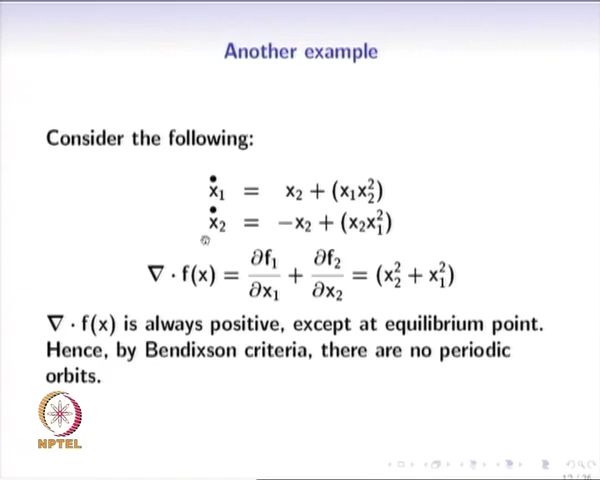 Another example
Consider the following:
ẋ₁ = x₂ + (x₁x₂²)
ẋ₂ = −x₂ + (x₂x₁²)
∇ · f(x) = ∂f₁/∂x₁ + ∂f₂/∂x₂ = (x₂² + x₁²)
∇ · f(x) is always positive, except at equilibrium point.
Hence, by Bendixson criteria, there are no periodic
orbits.
NPTEL